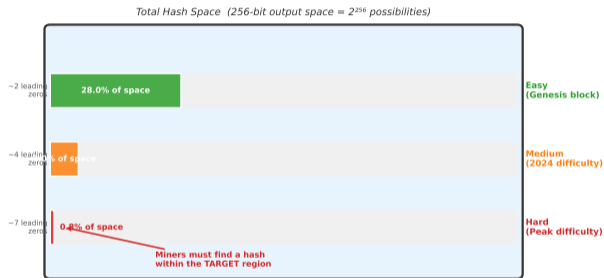 Total Hash Space (256-bit output space = 2²⁵⁶ possibilities)
~2 leading
zeros
28.0% of space
Easy
(Genesis block)
~4 leading
zeros
% of space
Medium
(2024 difficulty)
~7 leading
zeros
0.8% of space
Hard
(Peak difficulty)
Miners must find a hash
within the TARGET region